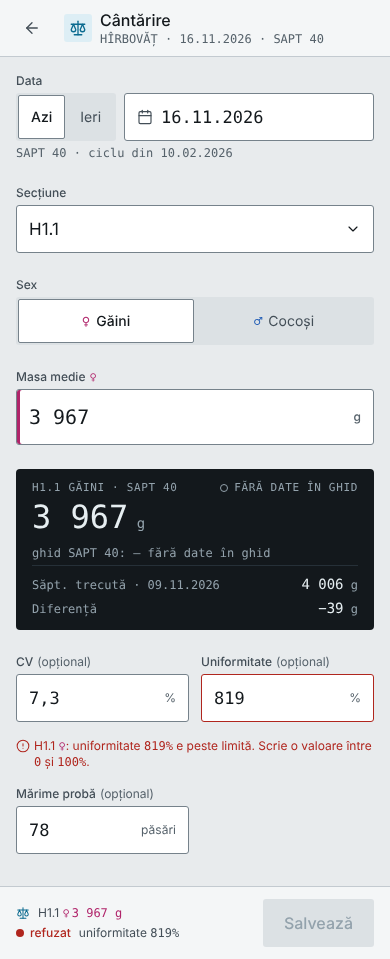 Cântărire
HÎRBOVĂȚ · 16.11.2026 · SAPT 40
Data
Azi Ieri 16.11.2026
SAPT 40 · ciclu din 10.02.2026
Secțiune
H1.1
Sex
♀ Găini ♂ Cocoși
Masa medie ♀
3 967 g
H1.1 GĂINI · SAPT 40 FĂRĂ DATE ÎN GHID
3 967 g
ghid SAPT 40: — fără date în ghid
Săpt. trecută · 09.11.2026 4 006 g
Diferență −39 g
CV (opțional) Uniformitate (opțional)
7,3 % 819 %
H1.1 ♀: uniformitate 819% e peste limită. Scrie o valoare între
0 și 100%.
Mărime probă (opțional)
78 păsări
H1.1 ♀ 3 967 g
refuzat uniformitate 819%
Salvează